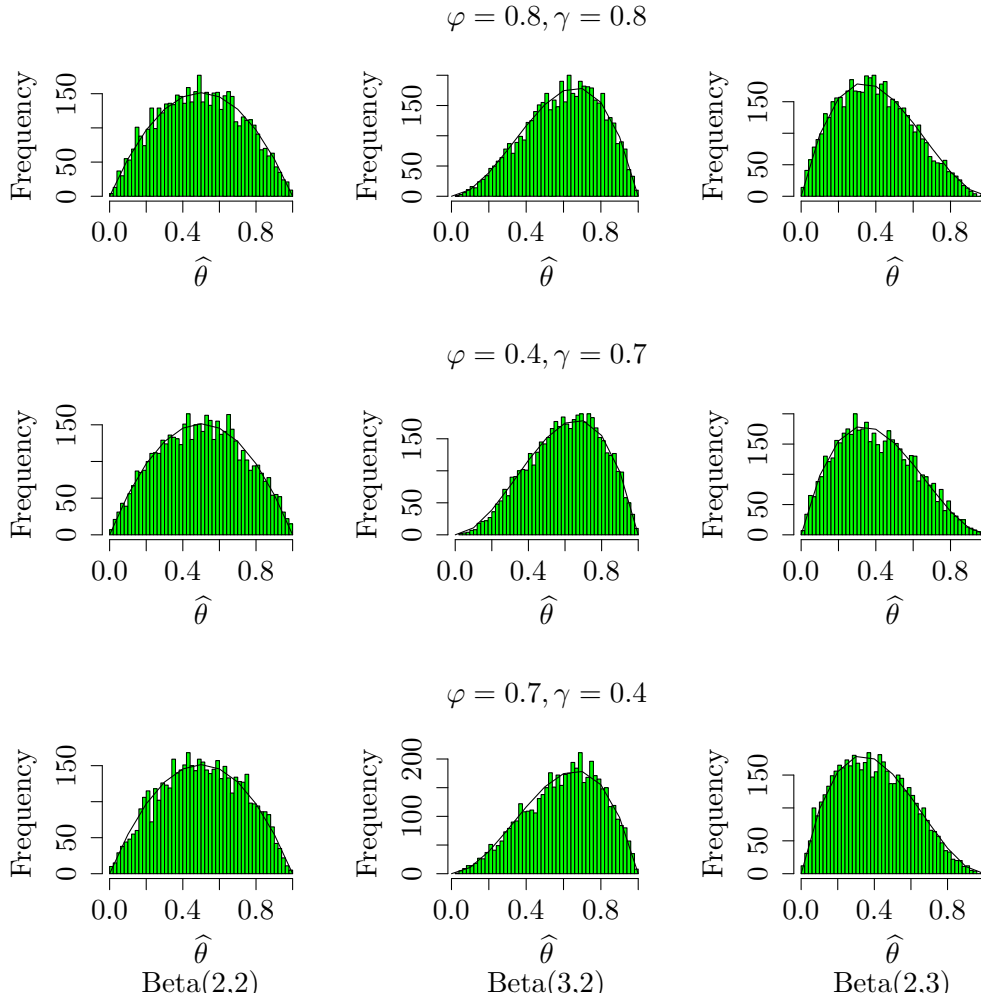 φ = 0.8, γ = 0.8
Frequency
0 50 150
0.0 0.4 0.8
θ̂
Frequency
0 50 150
0.0 0.4 0.8
θ̂
Frequency
0 50 150
0.0 0.4 0.8
θ̂
φ = 0.4, γ = 0.7
Frequency
0 50 150
0.0 0.4 0.8
θ̂
Frequency
0 50 150
0.0 0.4 0.8
θ̂
Frequency
0 50 150
0.0 0.4 0.8
θ̂
φ = 0.7, γ = 0.4
Frequency
0 50 150
0.0 0.4 0.8
θ̂
Beta(2,2)
Frequency
0 100 200
0.0 0.4 0.8
θ̂
Beta(3,2)
Frequency
0 50 150
0.0 0.4 0.8
θ̂
Beta(2,3)